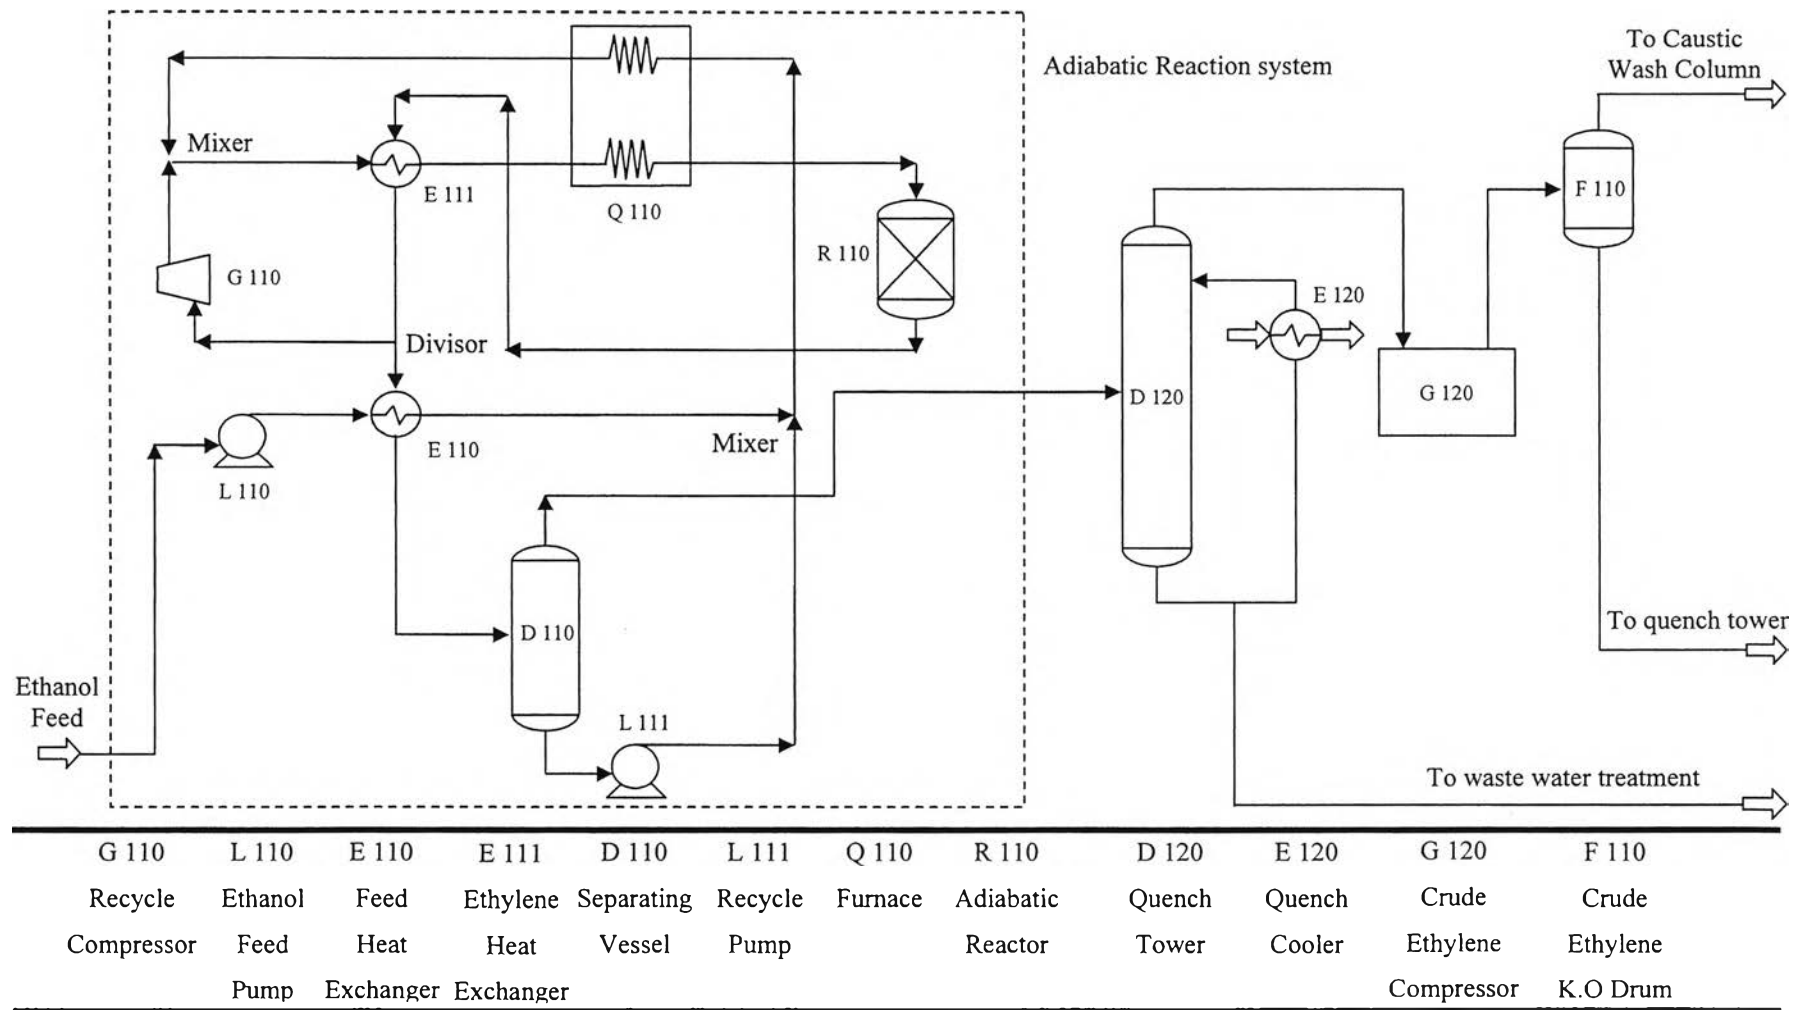 To Caustic
Wash Column
Adiabatic Reaction system
Mixer
E 111
Q 110
F 110
R 110
G 110
E 120
Divisor
D 120
G 120
Mixer
E 110
L 110
D 110
To quench tower
Ethanol
Feed
L 111
To waste water treatment
G 110 L 110 E 110 E 111 D 110 L 111 Q 110 R 110 D 120 E 120 G 120 F 110
Recycle Ethanol Feed Ethylene Separating Recycle Furnace Adiabatic Quench Quench Crude Crude
Compressor Feed Heat Heat Vessel Pump Reactor Tower Cooler Ethylene Ethylene
Pump Exchanger Exchanger Compressor K.O Drum